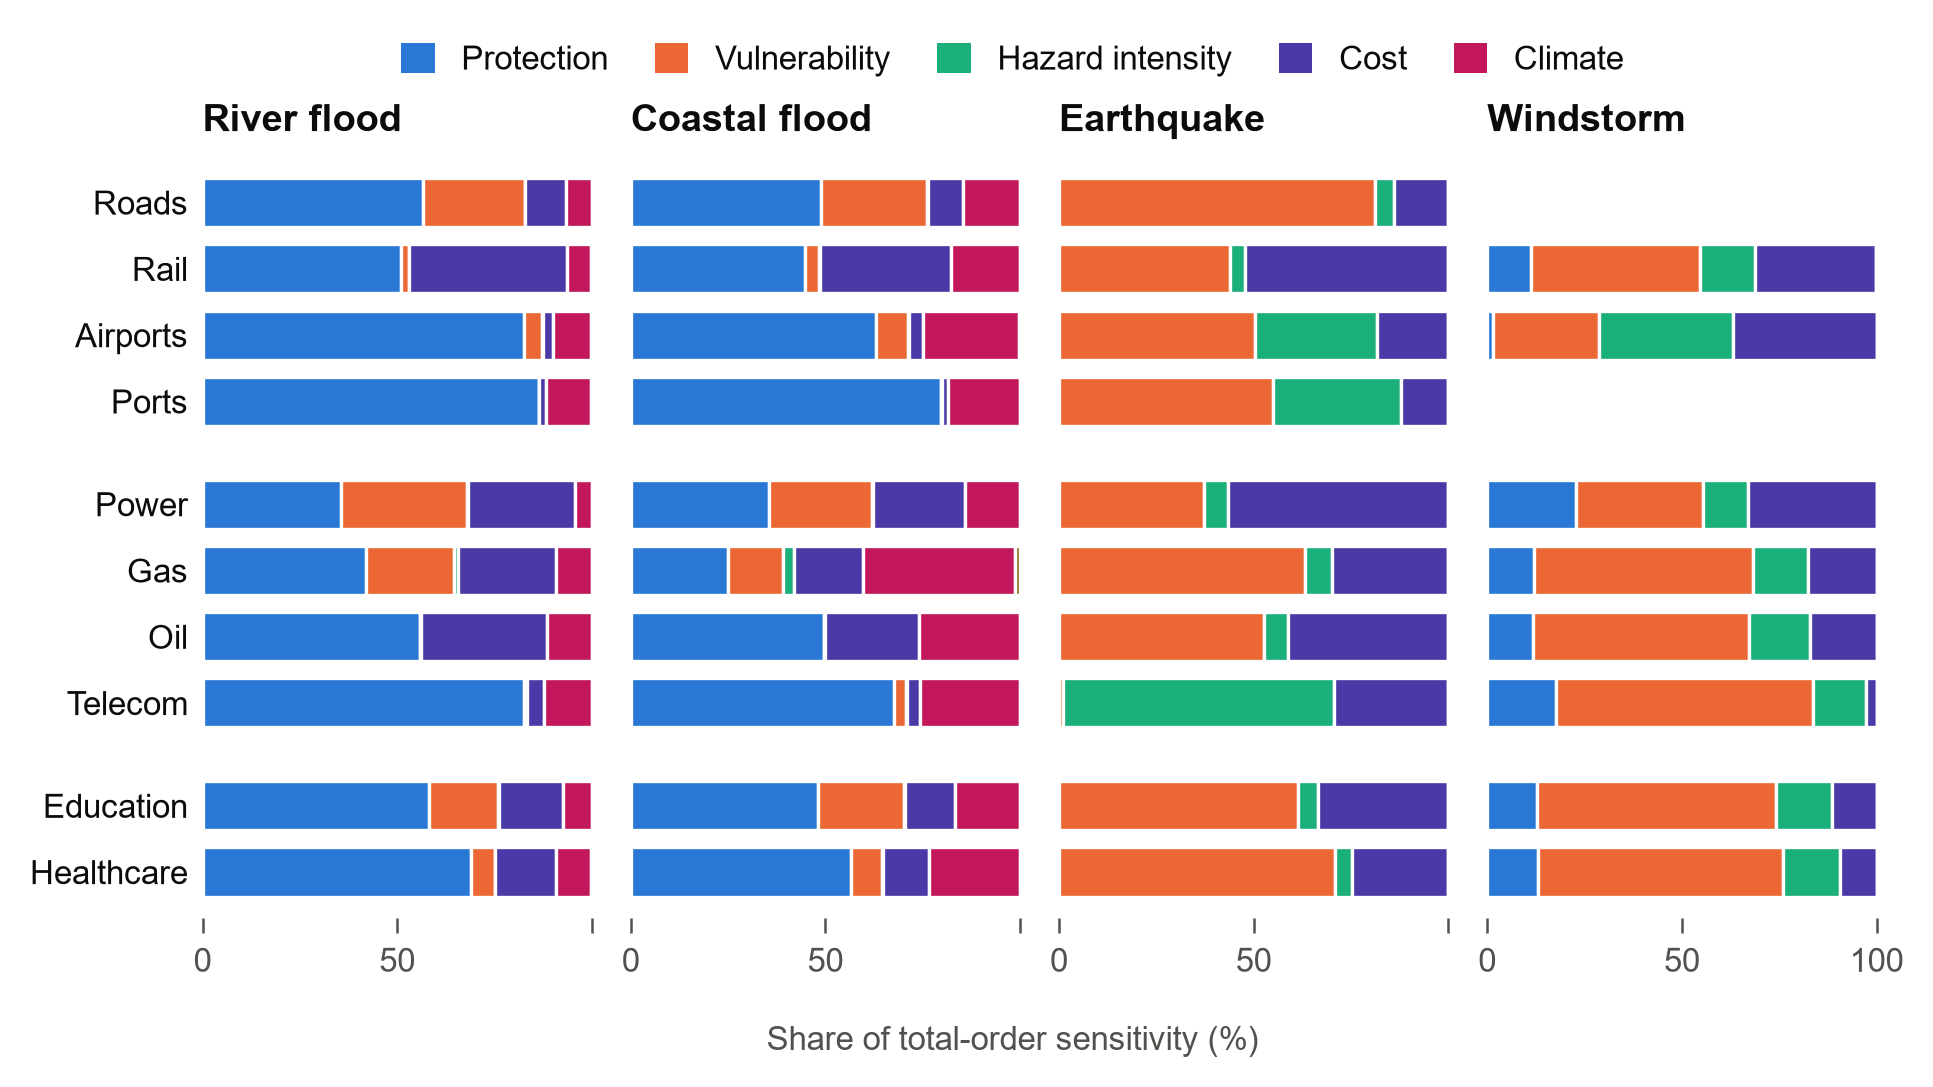 Protection Vulnerability Hazard intensity Cost Climate
River flood Coastal flood Earthquake Windstorm
Roads
Rail
Airports
Ports
Power
Gas
Oil
Telecom
Education
Healthcare
0 50 0 50 0 50 0 50 100
Share of total-order sensitivity (%)